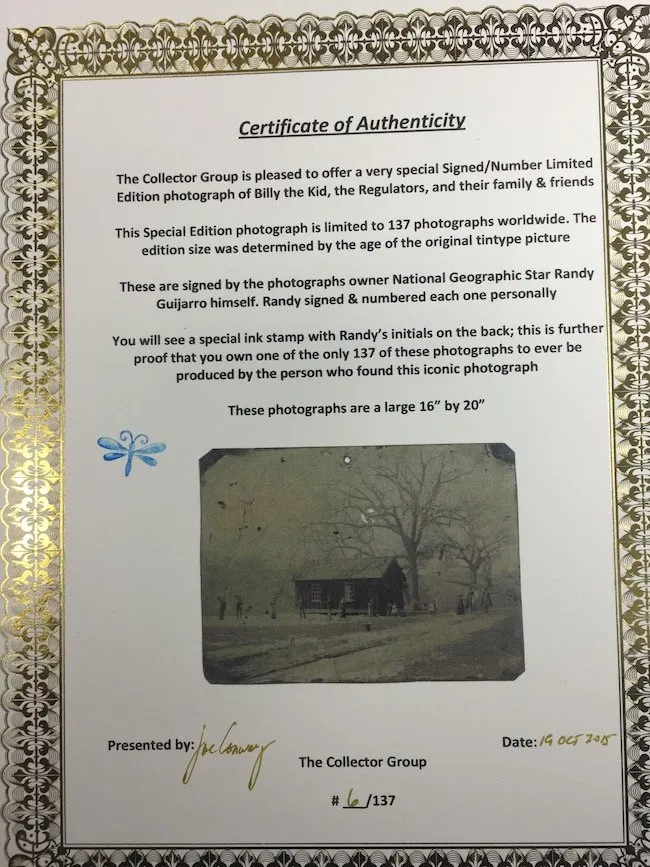 Certificate of Authenticity
The Collector Group is pleased to offer a very special Signed/Number Limited
Edition photograph of Billy the Kid, the Regulators, and their family & friends
This Special Edition photograph is limited to 137 photographs worldwide. The
edition size was determined by the age of the original tintype picture
These are signed by the photographs owner National Geographic Star Randy
Guijarro himself. Randy signed & numbered each one personally
You will see a special ink stamp with Randy's initials on the back; this is further
proof that you own one of the only 137 of these photographs to ever be
produced by the person who found this iconic photograph
These photographs are a large 16" by 20"
Presented by: Joe Conway
Date: 19 OCT 2015
The Collector Group
# 6 /137